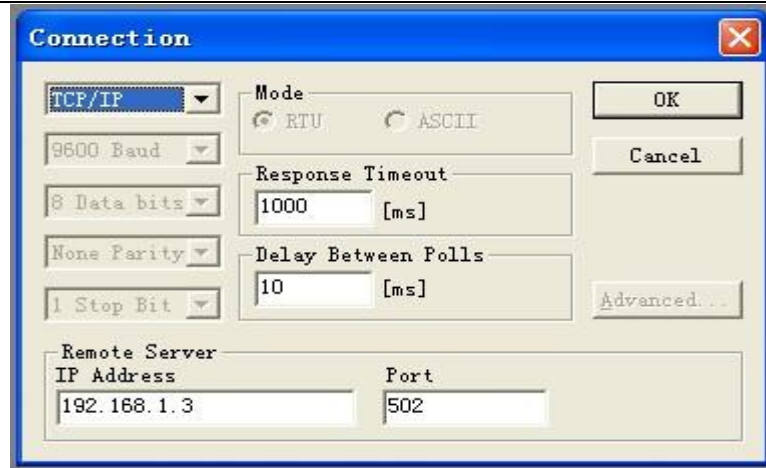 Connection
TCP/IP
9600 Baud
8 Data bits
None Parity
1 Stop Bit
Mode
RTU ASCII
Response Timeout
1000 [ms]
Delay Between Polls
10 [ms]
OK
Cancel
Advanced...
Remote Server
IP Address Port
192.168.1.3 502